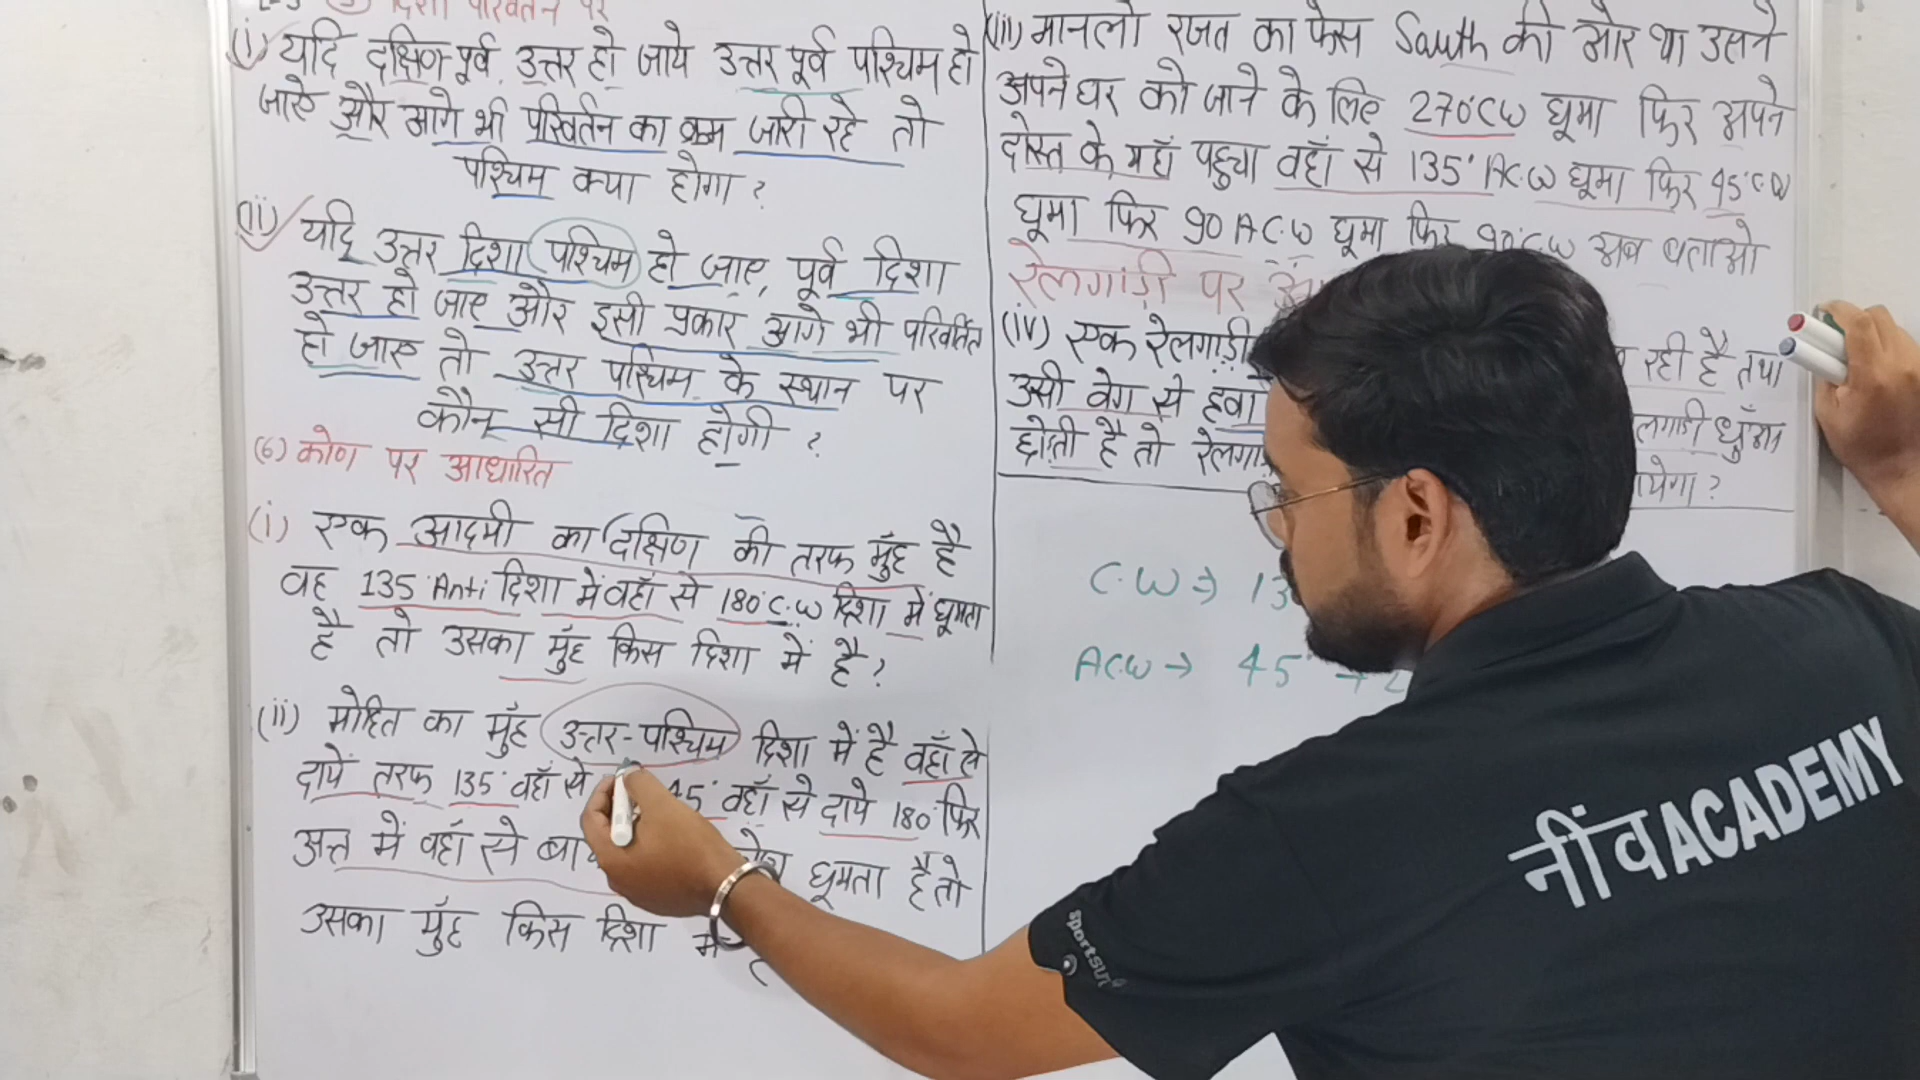 दिशा परिवर्तन पर
(i) यदि दक्षिण-पूर्व, उत्तर हो जाये उत्तर पूर्व पश्चिम हो
जाए और आगे भी परिवर्तन का क्रम जारी रहे तो
पश्चिम क्या होगा ?
(ii) यदि उत्तर दिशा पश्चिम हो जाए, पूर्व दिशा
उत्तर हो जाए और इसी प्रकार आगे भी परिवर्तित
हो जाए तो उत्तर पश्चिम के स्थान पर
कौन सी दिशा होगी ?
(6) कोण पर आधारित
(i) एक आदमी का दक्षिण की तरफ मुँह है
वह 135° Anti दिशा में वहाँ से 180° C.W दिशा में घूमता
है तो उसका मुँह किस दिशा में है ?
(ii) मोहित का मुँह उत्तर-पश्चिम दिशा में है वहाँ से
दायें तरफ 135° वहाँ से 45° वहाँ से दाये 180° फिर
अन्त में वहाँ से घूमता है तो
उसका मुँह किस दिशा में
(iii) मानलो रजत का फेस South की ओर था उसने
अपने घर को जाने के लिए 270°CW घूमा फिर अपने
दोस्त के यहाँ पहुचा वहाँ से 135° AC.W घूमा फिर 45°C.W
घूमा फिर 90 A C.W घूमा फिर 90°C.W अब बताओ
रेलगाड़ी पर
(iv) एक रेलगाड़ी रही है तथा
उसी वेग से हवा धुँआ
छोड़ती है तो
C.W →
ACW → 45° +
नींव ACADEMY
sportsun